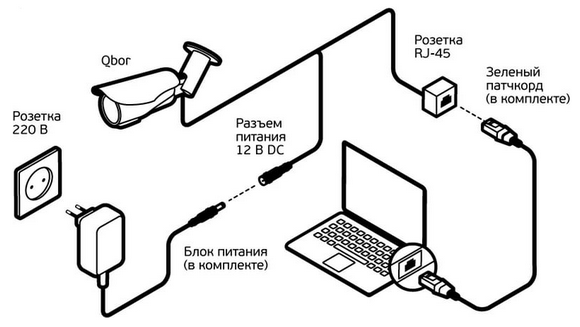 Qbor
Розетка
220 В
Разъем
питания
12 В DC
Розетка
RJ-45
Зеленый
патчкорд
(в комплекте)
Блок питания
(в комплекте)